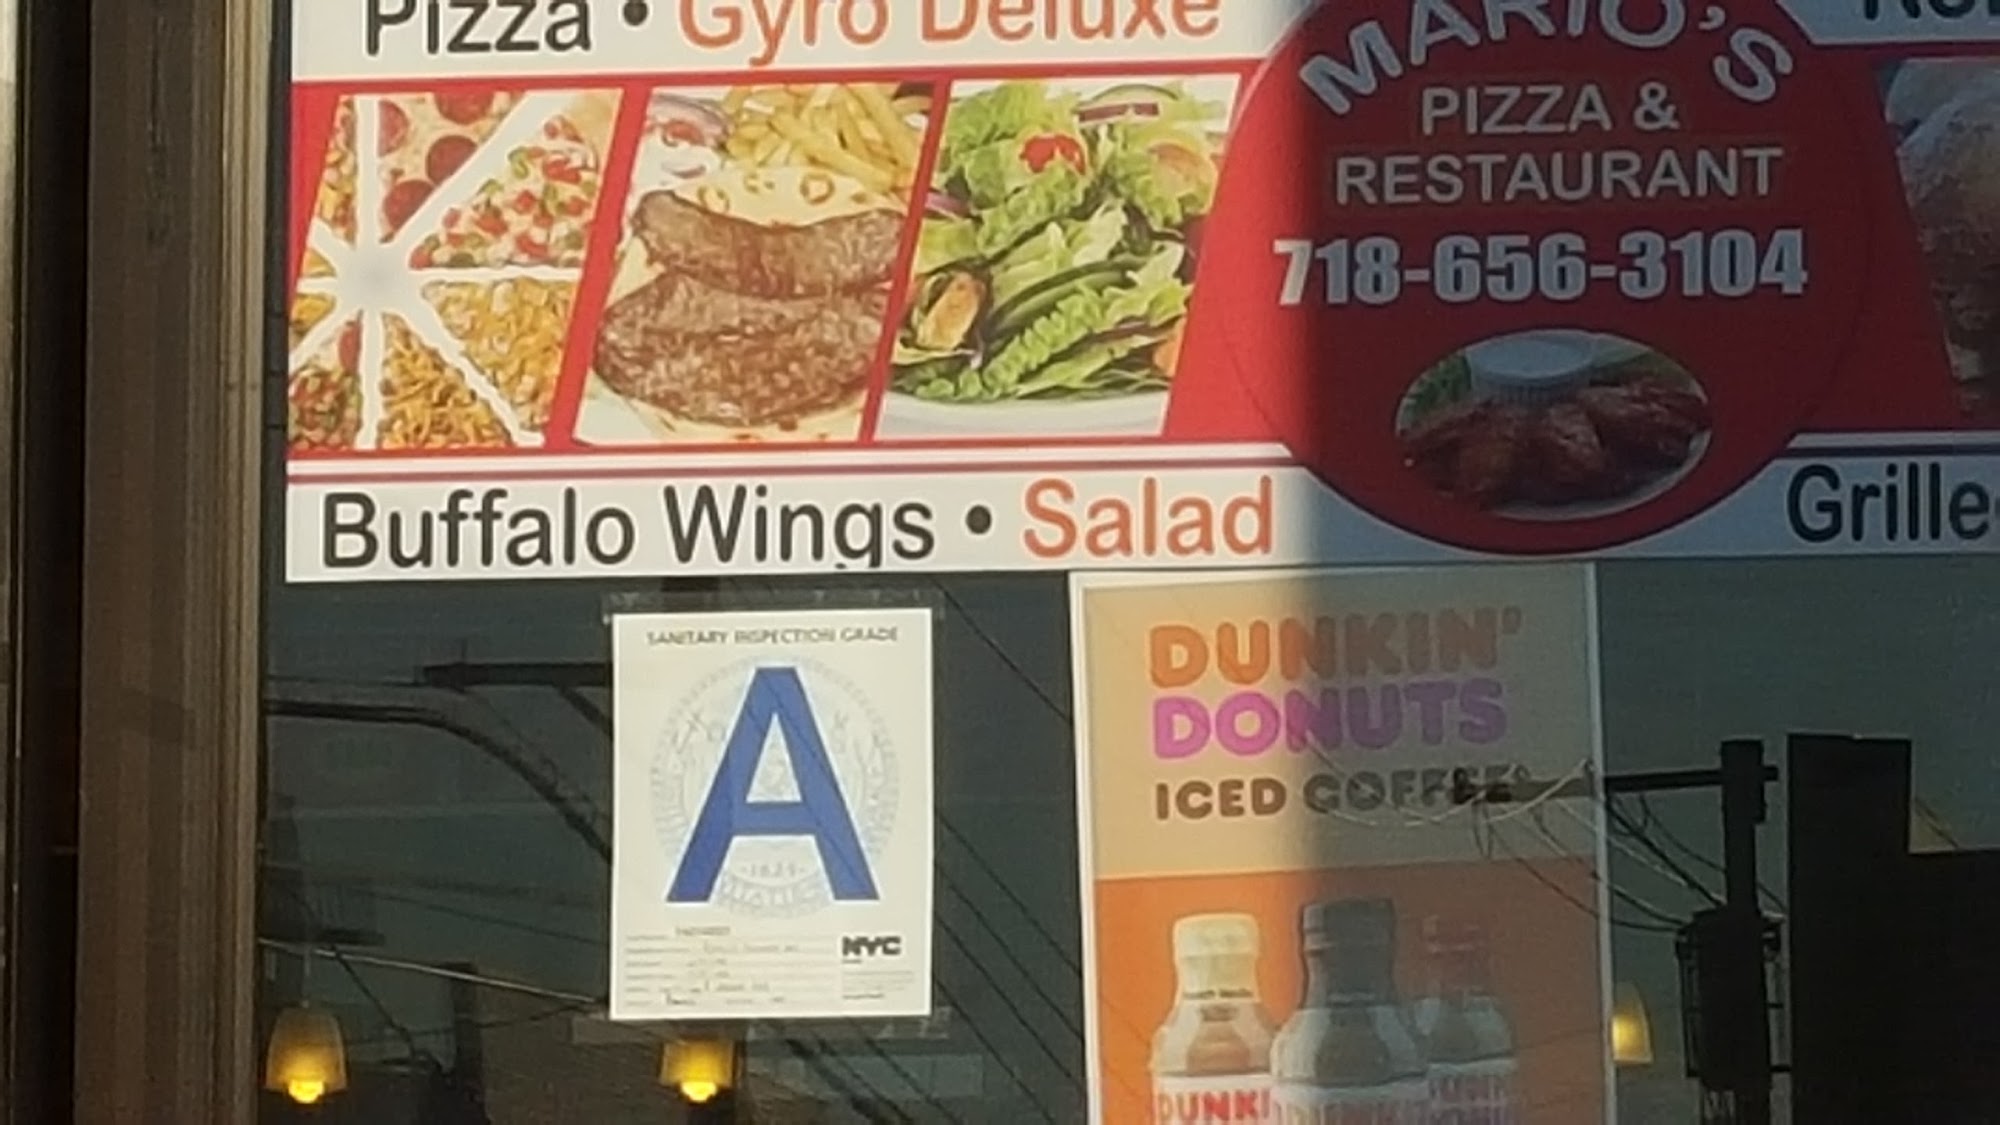 Pizza • Gyro Deluxe
MARIO'S
PIZZA &
RESTAURANT
718-656-3104
Buffalo Wings • Salad
Grille
SANITARY INSPECTION GRADE
A
NYC
DUNKIN'
DONUTS
ICED COFFEE
DUNKI